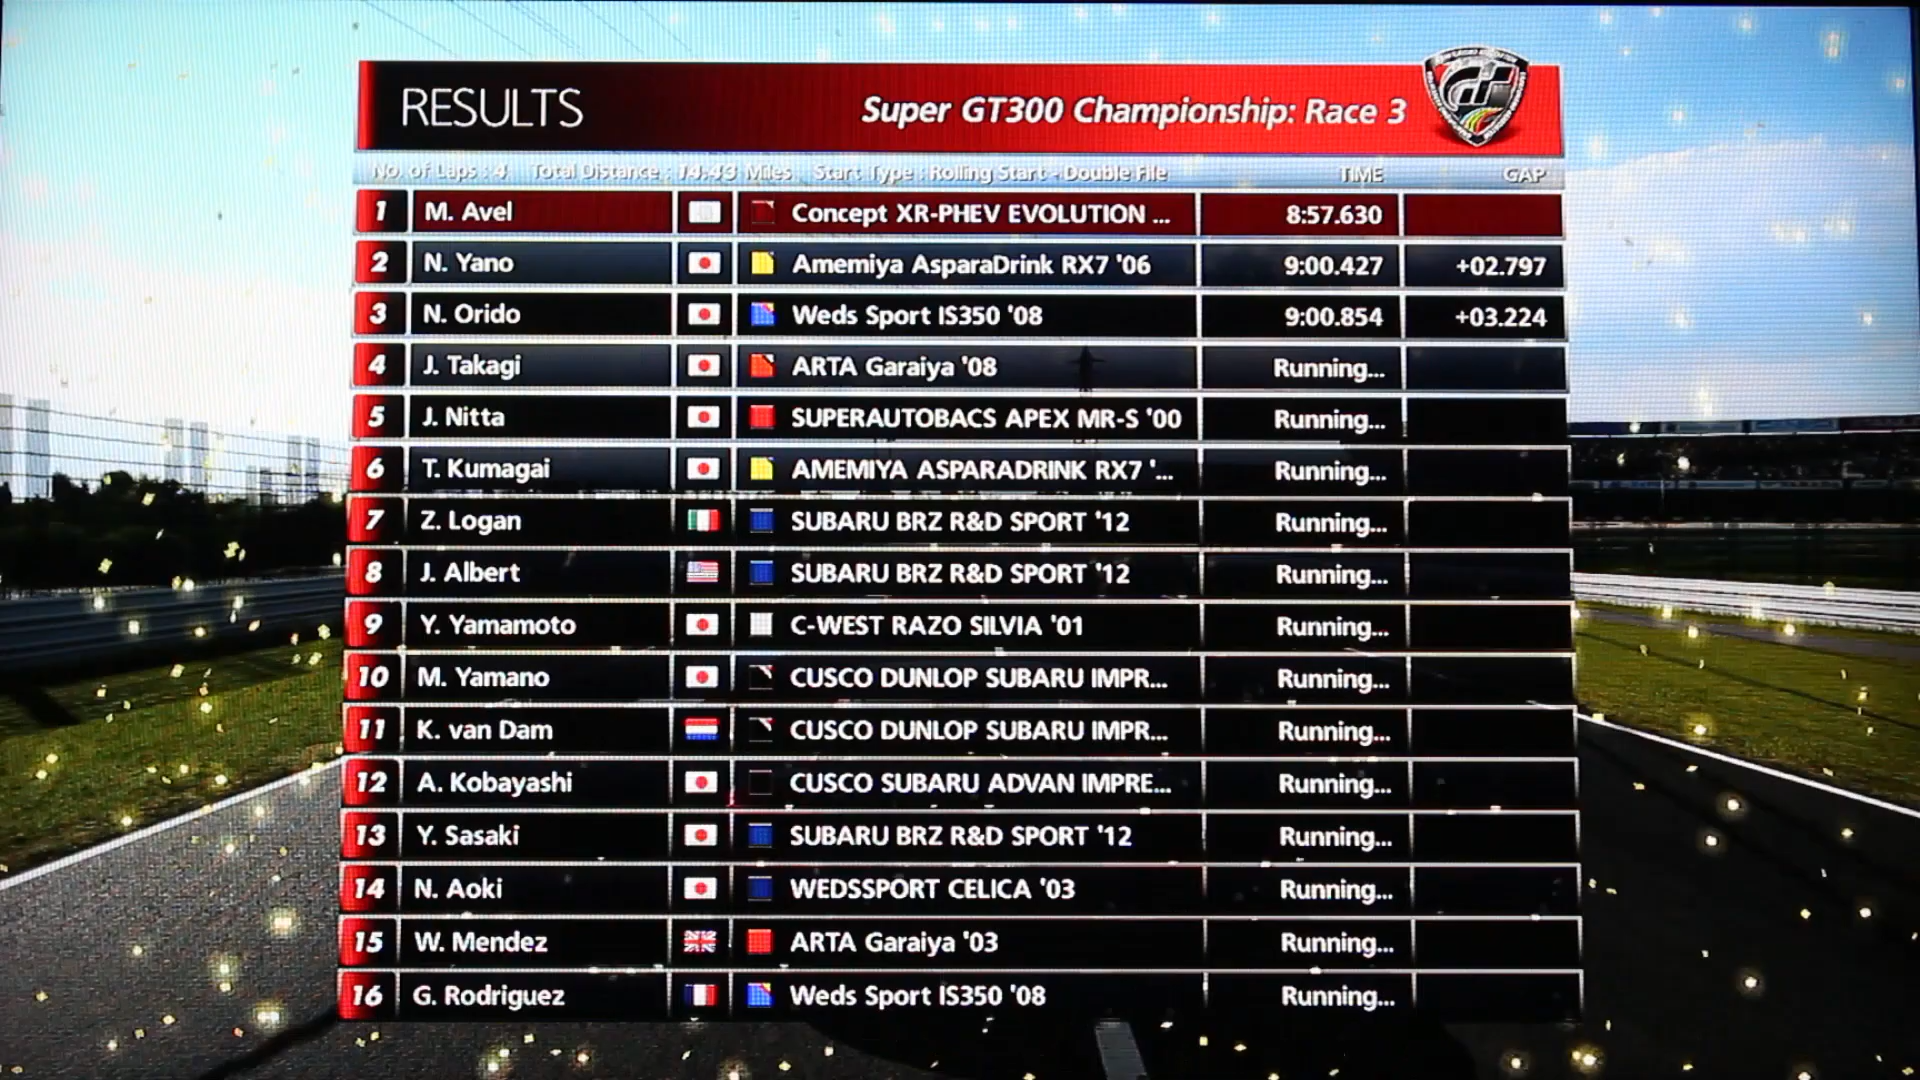 RESULTS Super GT300 Championship: Race 3
No. of Laps : 4 Total Distance : 14.43 Miles Start Type : Rolling Start - Double File TIME GAP
1 M. Avel Concept XR-PHEV EVOLUTION ... 8:57.630
2 N. Yano Amemiya AsparaDrink RX7 '06 9:00.427 +02.797
3 N. Orido Weds Sport IS350 '08 9:00.854 +03.224
4 J. Takagi ARTA Garaiya '08 Running...
5 J. Nitta SUPERAUTOBACS APEX MR-S '00 Running...
6 T. Kumagai AMEMIYA ASPARADRINK RX7 '... Running...
7 Z. Logan SUBARU BRZ R&D SPORT '12 Running...
8 J. Albert SUBARU BRZ R&D SPORT '12 Running...
9 Y. Yamamoto C-WEST RAZO SILVIA '01 Running...
10 M. Yamano CUSCO DUNLOP SUBARU IMPR... Running...
11 K. van Dam CUSCO DUNLOP SUBARU IMPR... Running...
12 A. Kobayashi CUSCO SUBARU ADVAN IMPRE... Running...
13 Y. Sasaki SUBARU BRZ R&D SPORT '12 Running...
14 N. Aoki WEDSSPORT CELICA '03 Running...
15 W. Mendez ARTA Garaiya '03 Running...
16 G. Rodriguez Weds Sport IS350 '08 Running...